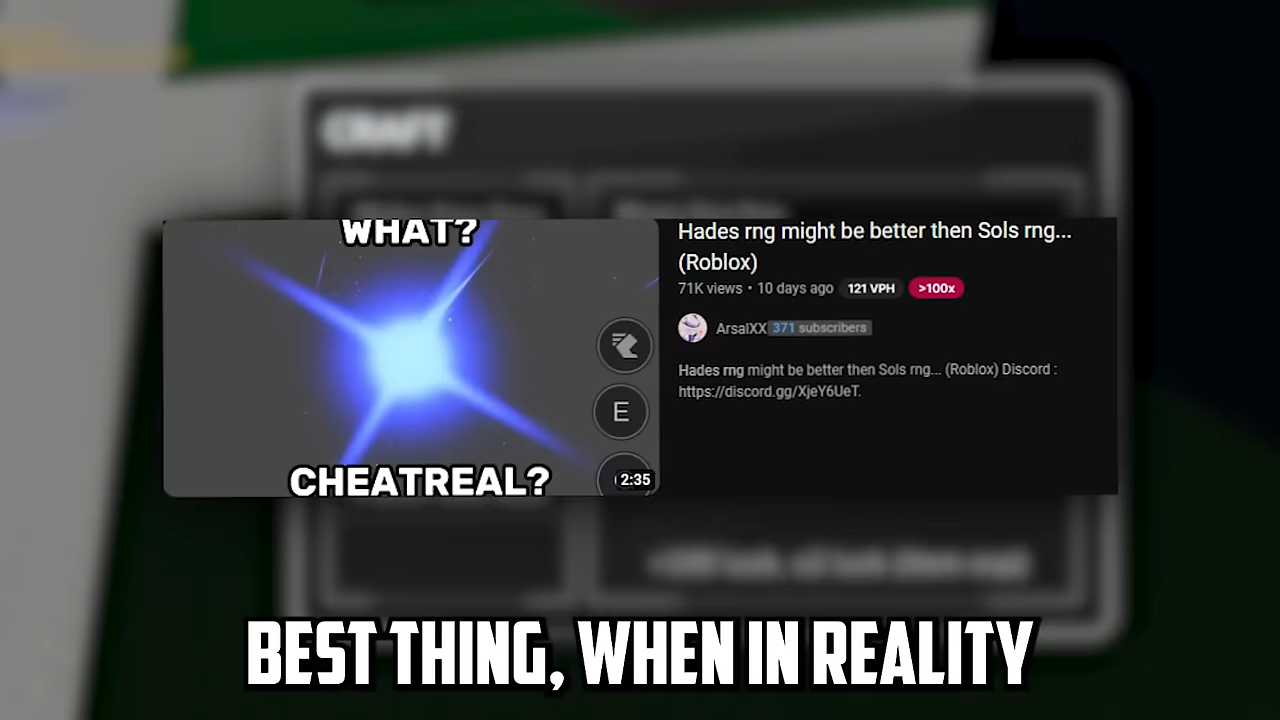 CRAFT
WHAT?
CHEATREAL?
E
2:35
Hades rng might be better then Sols rng...
(Roblox)
71K views • 10 days ago 121 VPH >100x
ArsalXX 371 subscribers
Hades rng might be better then Sols rng... (Roblox) Discord :
https://discord.gg/XjeY6UeT.
BEST THING, WHEN IN REALITY